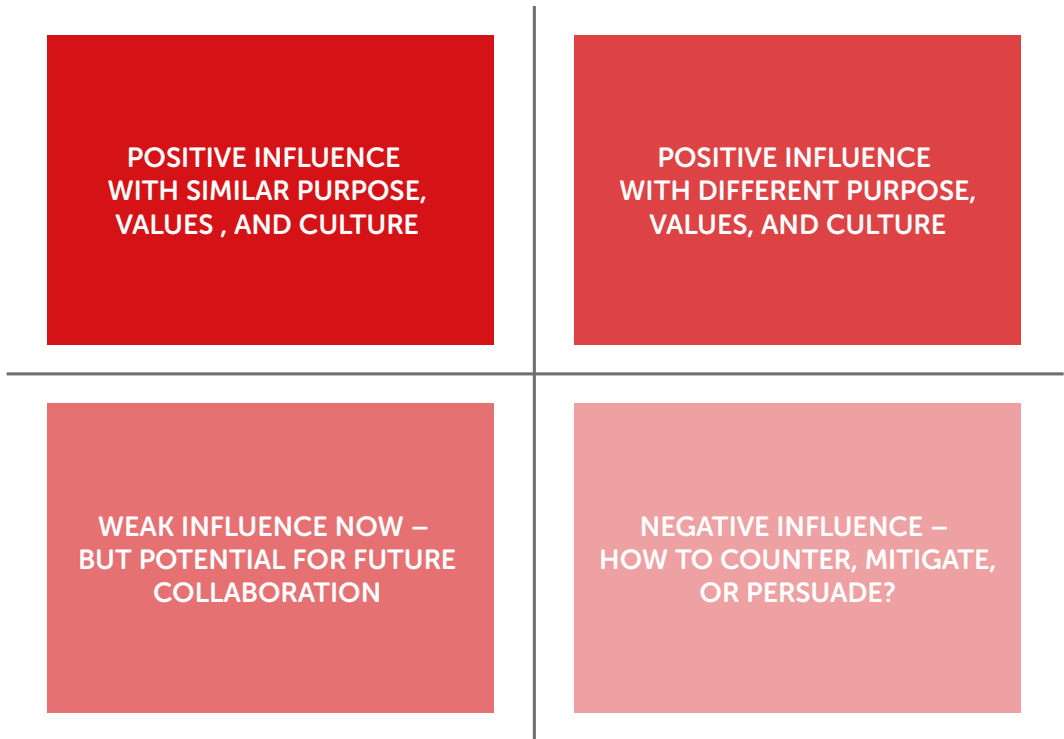 POSITIVE INFLUENCE
WITH SIMILAR PURPOSE,
VALUES , AND CULTURE
POSITIVE INFLUENCE
WITH DIFFERENT PURPOSE,
VALUES, AND CULTURE
WEAK INFLUENCE NOW –
BUT POTENTIAL FOR FUTURE
COLLABORATION
NEGATIVE INFLUENCE –
HOW TO COUNTER, MITIGATE,
OR PERSUADE?